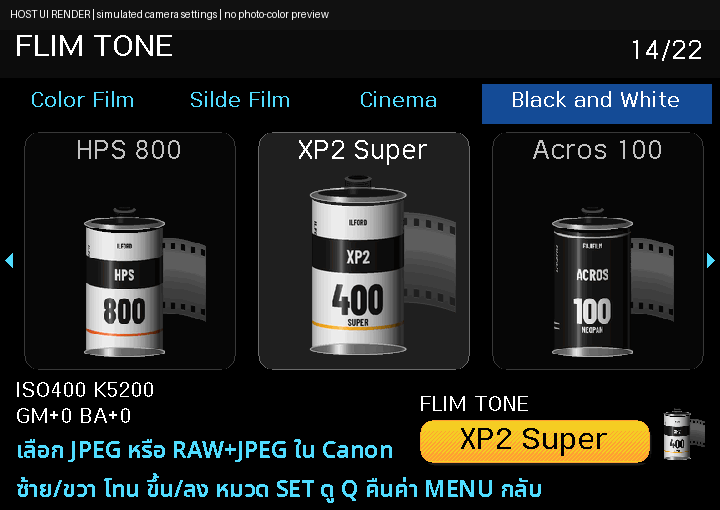 HOST UI RENDER | simulated camera settings | no photo-color preview
FLIM TONE
14/22
Color Film
Silde Film
Cinema
Black and White
HPS 800
XP2 Super
Acros 100
ILFORD
HPS
800
ILFORD
XP2
400
SUPER
FUJIFILM
ACROS
100
NEOPAN
ISO400 K5200
GM+0 BA+0
FLIM TONE
XP2 Super
400
เลือก JPEG หรือ RAW+JPEG ใน Canon
ซ้าย/ขวา โทน ขึ้น/ลง หมวด SET ดู Q คืนค่า MENU กลับ